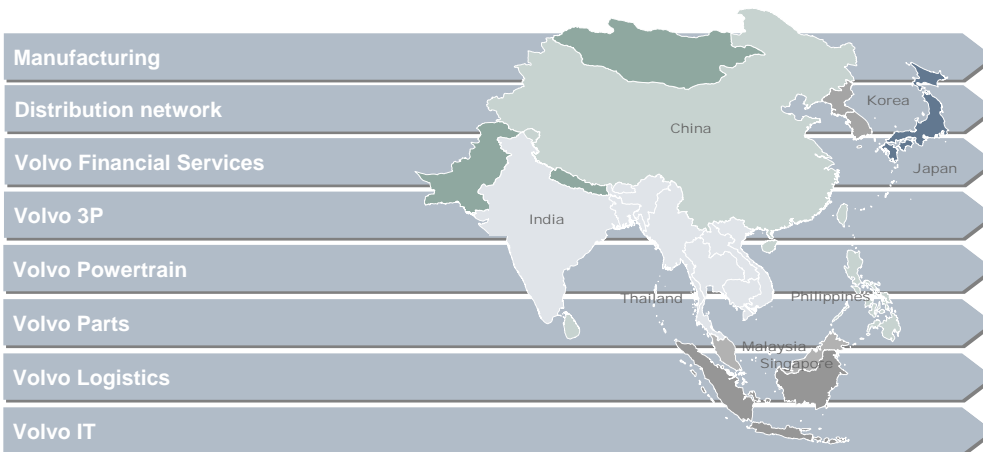 Manufacturing
Distribution network
Volvo Financial Services
Volvo 3P
Volvo Powertrain
Volvo Parts
Volvo Logistics
Volvo IT
Korea
China
Japan
India
Thailand
Philippines
Malaysia
Singapore